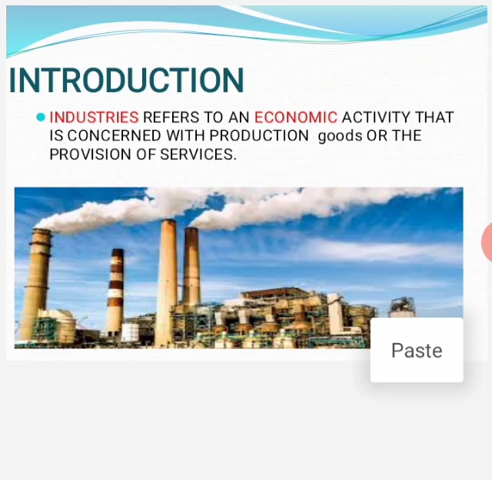 INTRODUCTION
INDUSTRIES REFERS TO AN ECONOMIC ACTIVITY THAT
IS CONCERNED WITH PRODUCTION goods OR THE
PROVISION OF SERVICES.
Paste